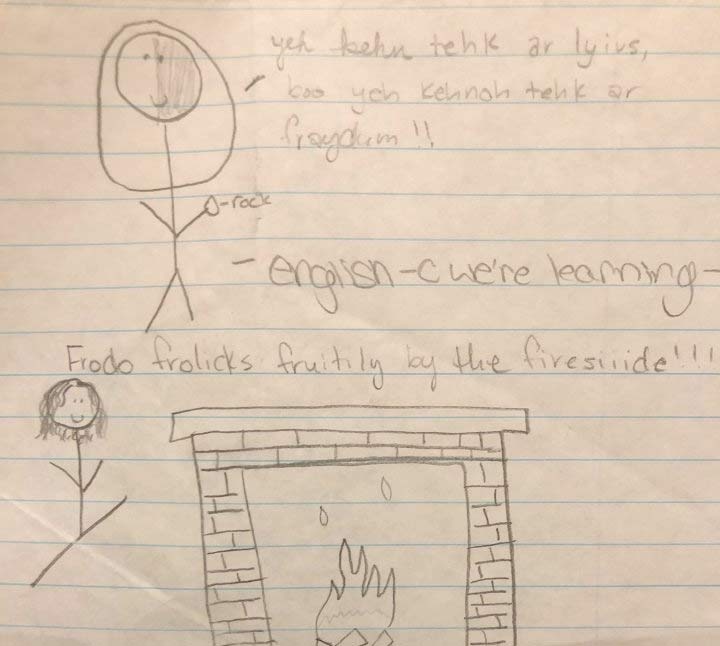 yeh kehn tehk ar lyivs,
boo yeh kehnoh tehk ar
fraydum !!
-rock
- english-c we're learning-
Frodo frolicks fruitily by the firesiiide!!!